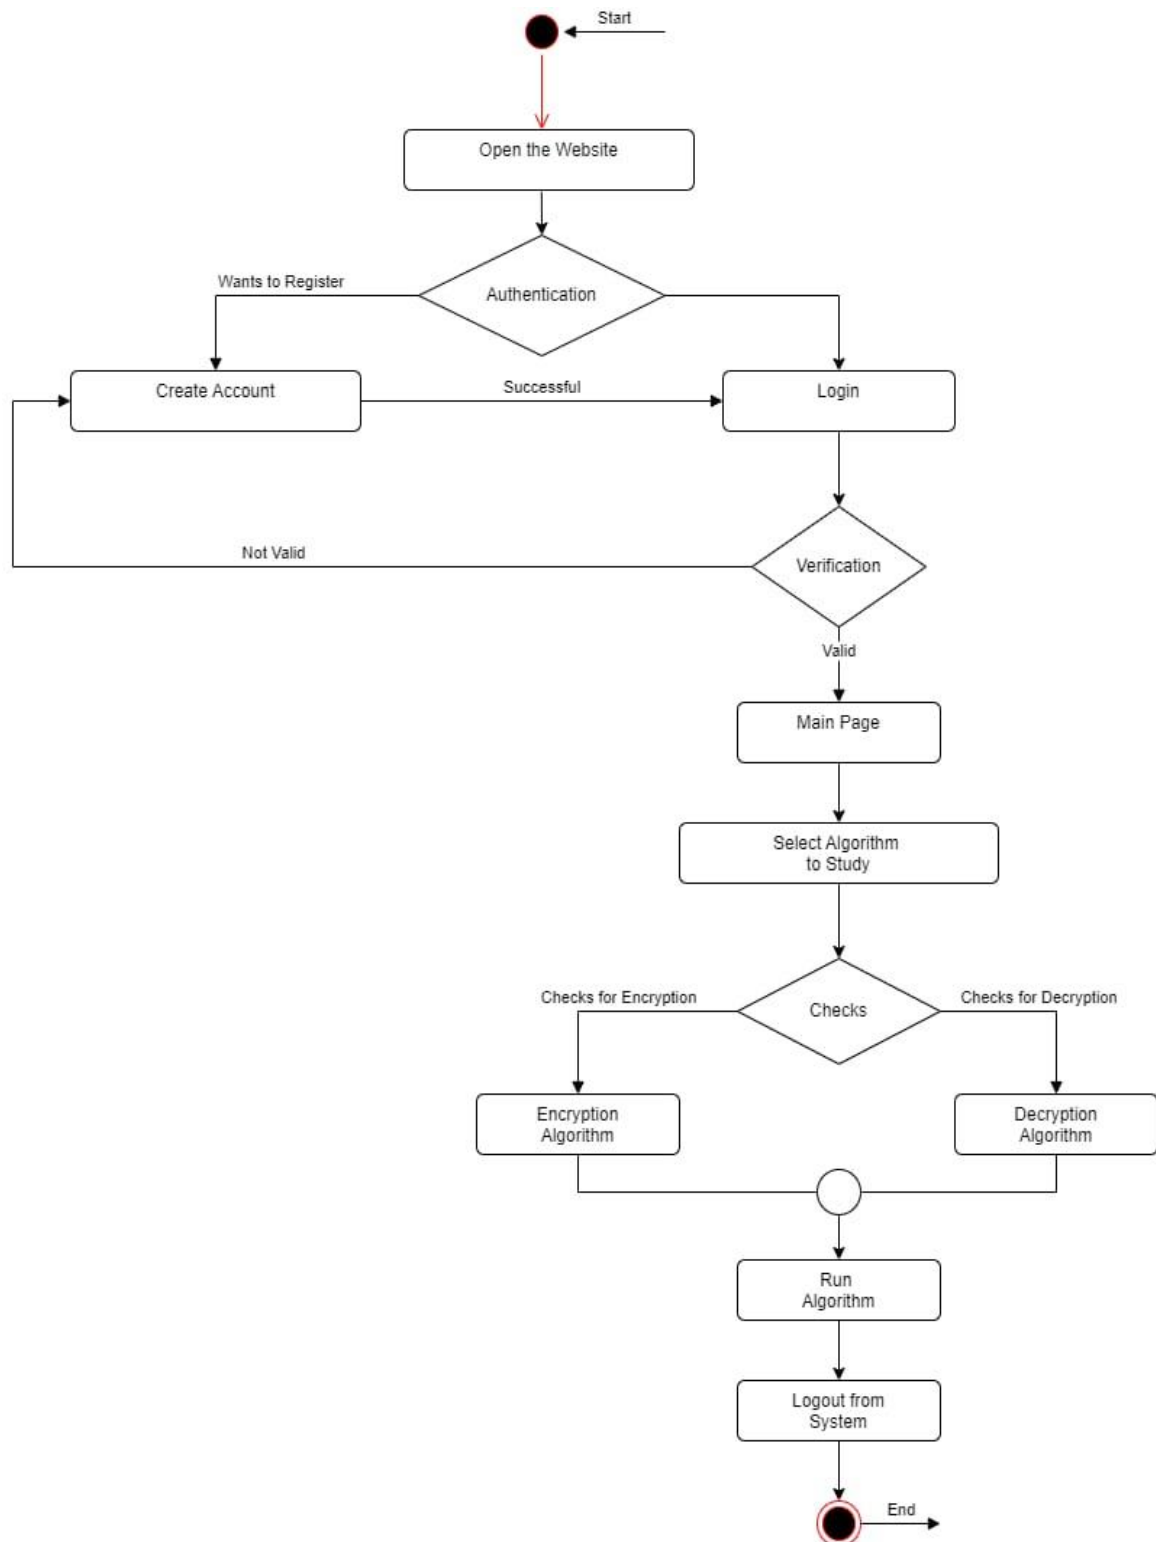 Start
Open the Website
Wants to Register
Authentication
Create Account
Successful
Login
Not Valid
Verification
Valid
Main Page
Select Algorithm
to Study
Checks for Encryption
Checks
Checks for Decryption
Encryption
Algorithm
Decryption
Algorithm
Run
Algorithm
Logout from
System
End